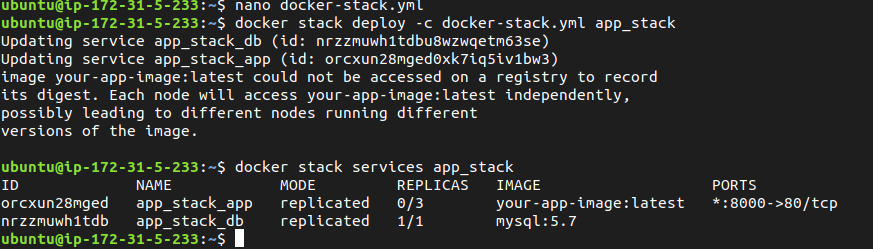 ubuntu@ip-172-31-5-233:~$ nano docker-stack.yml
ubuntu@ip-172-31-5-233:~$ docker stack deploy -c docker-stack.yml app_stack
Updating service app_stack_db (id: nrzzmuwh1tdbu8wzwqetm63se)
Updating service app_stack_app (id: orcxun28mged0xk7iq5iv1bw3)
image your-app-image:latest could not be accessed on a registry to record
its digest. Each node will access your-app-image:latest independently,
possibly leading to different nodes running different
versions of the image.
ubuntu@ip-172-31-5-233:~$ docker stack services app_stack
ID NAME MODE REPLICAS IMAGE PORTS
orcxun28mged app_stack_app replicated 0/3 your-app-image:latest *:8000->80/tcp
nrzzmuwh1tdb app_stack_db replicated 1/1 mysql:5.7
ubuntu@ip-172-31-5-233:~$